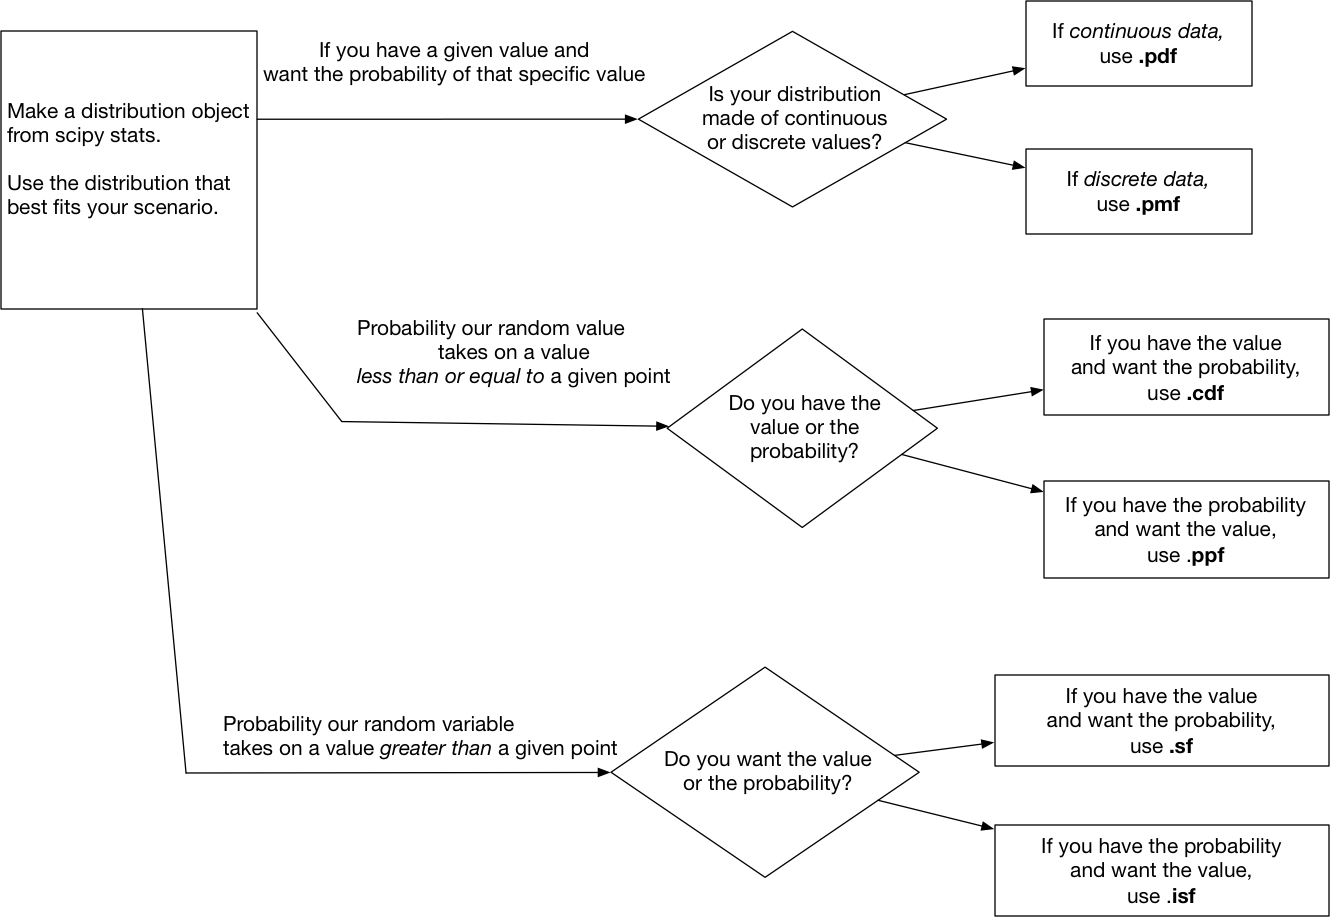 Make a distribution object
from scipy stats.
Use the distribution that
best fits your scenario.
If you have a given value and
want the probability of that specific value
Is your distribution
made of continuous
or discrete values?
If continuous data,
use .pdf
If discrete data,
use .pmf
Probability our random value
takes on a value
less than or equal to a given point
Do you have the
value or the
probability?
If you have the value
and want the probability,
use .cdf
If you have the probability
and want the value,
use .ppf
Probability our random variable
takes on a value greater than a given point
Do you want the value
or the probability?
If you have the value
and want the probability,
use .sf
If you have the probability
and want the value,
use .isf